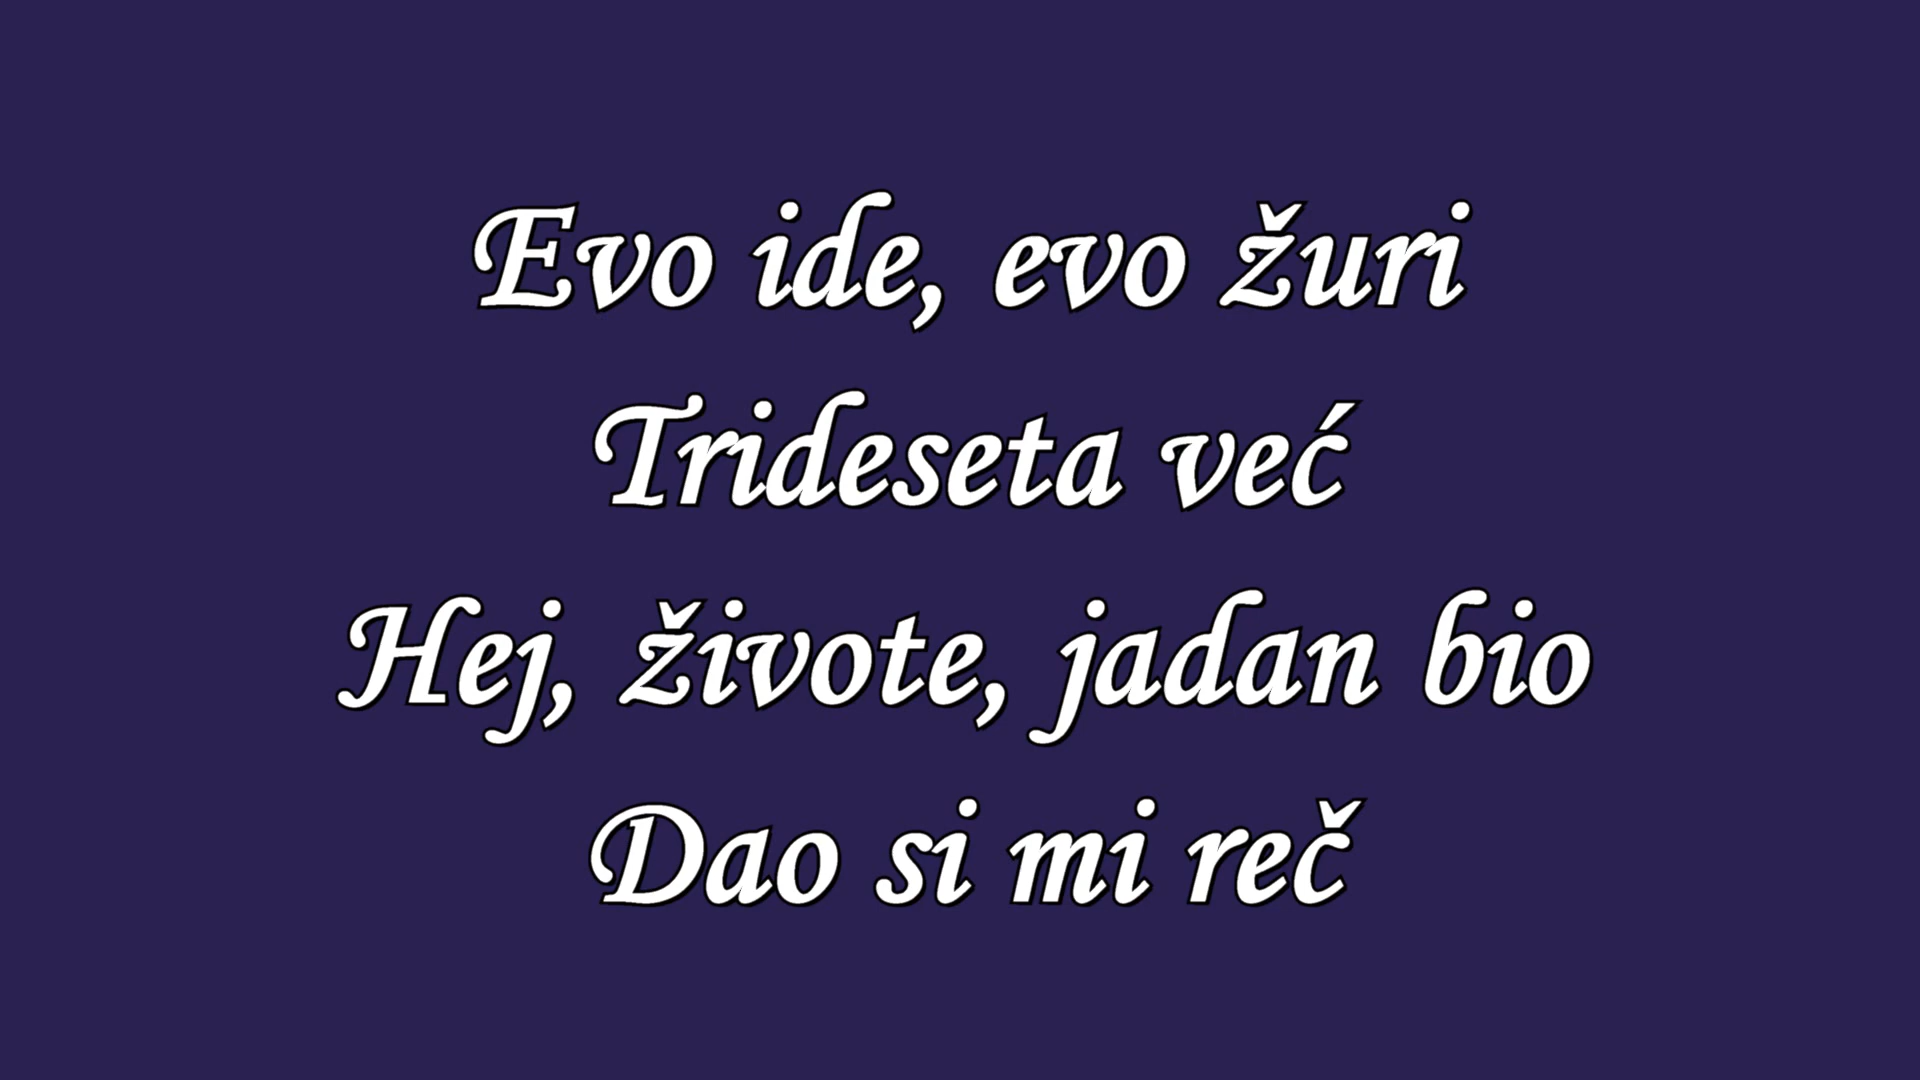 Evo ide, evo žuri
Trideseta već
Hej, živote, jadan bio
Dao si mi reč